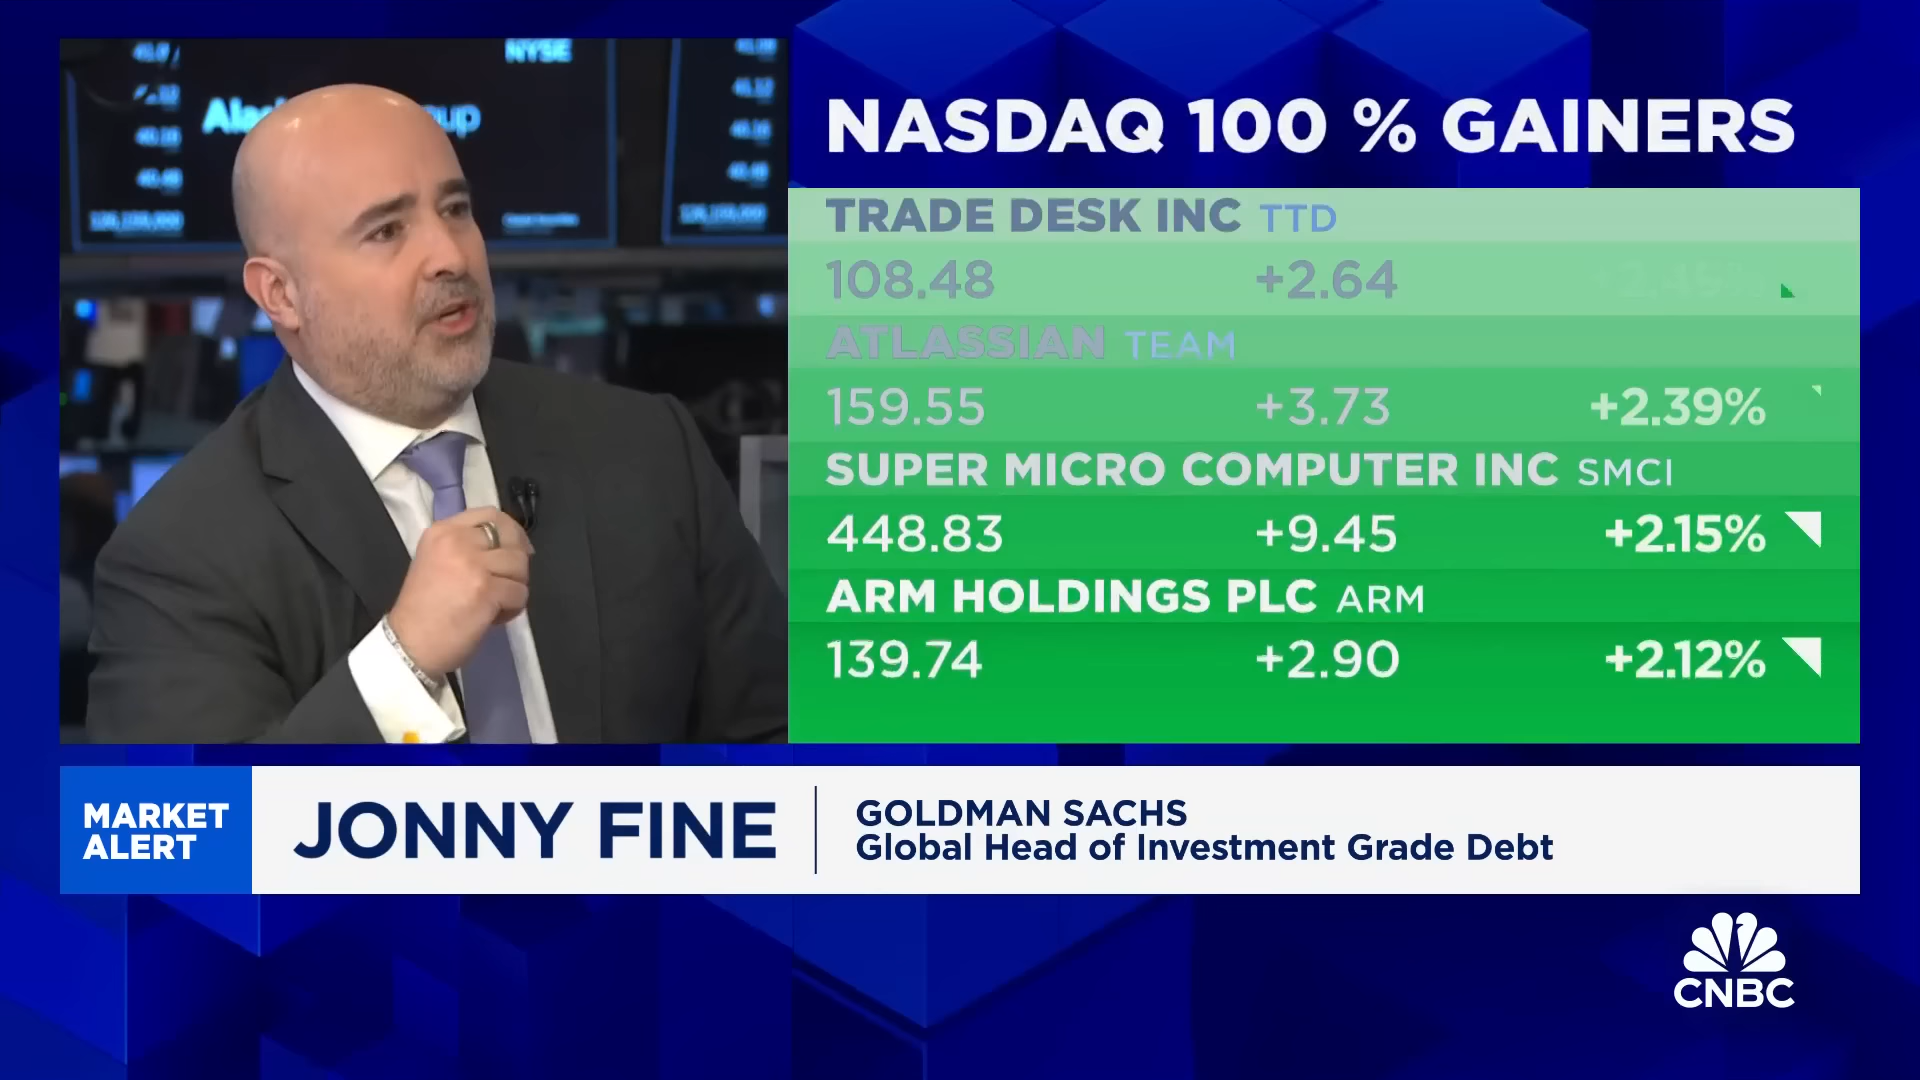 NYSE
NASDAQ 100 % GAINERS
TRADE DESK INC TTD
108.48 +2.64 +2.49%
ATLASSIAN TEAM
159.55 +3.73 +2.39%
SUPER MICRO COMPUTER INC SMCI
448.83 +9.45 +2.15%
ARM HOLDINGS PLC ARM
139.74 +2.90 +2.12%
MARKET
ALERT
JONNY FINE
GOLDMAN SACHS
Global Head of Investment Grade Debt
CNBC